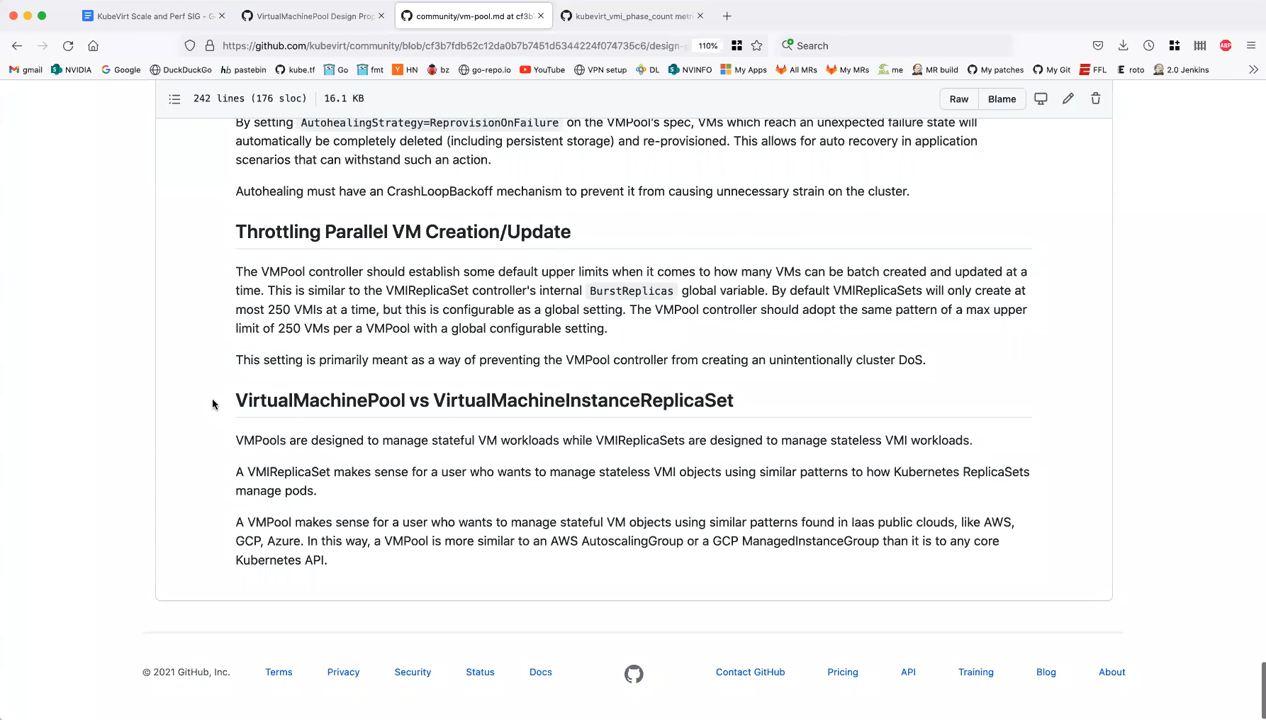 KubeVirt Scale and Perf SIG - G
VirtualMachinePool Design Prop
community/vm-pool.md at cf3b7
kubevirt_vmi_phase_count metri
https://github.com/kubevirt/community/blob/cf3b7fdb52c12da0b7b7451d5344224f074735c6/design-
110%
Search
gmail
NVIDIA
Google
DuckDuckGo
hb pastebin
kube.tf
Go
fmt
HN
bz
go-repo.io
YouTube
VPN setup
DL
NVINFO
My Apps
All MRs
My MRs
me
MR build
My patches
My Git
FFL
eroto
2.0 Jenkins
242 lines (176 sloc)
16.1 KB
Raw
Blame
By setting AutohealingStrategy=ReprovisionOnFailure on the VMPool's spec, VMs which reach an unexpected failure state will
automatically be completely deleted (including persistent storage) and re-provisioned. This allows for auto recovery in application
scenarios that can withstand such an action.
Autohealing must have an CrashLoopBackoff mechanism to prevent it from causing unnecessary strain on the cluster.
Throttling Parallel VM Creation/Update
The VMPool controller should establish some default upper limits when it comes to how many VMs can be batch created and updated at a
time. This is similar to the VMIReplicaSet controller's internal BurstReplicas global variable. By default VMIReplicaSets will only create at
most 250 VMIs at a time, but this is configurable as a global setting. The VMPool controller should adopt the same pattern of a max upper
limit of 250 VMs per a VMPool with a global configurable setting.
This setting is primarily meant as a way of preventing the VMPool controller from creating an unintentionally cluster DoS.
VirtualMachinePool vs VirtualMachineInstanceReplicaSet
VMPools are designed to manage stateful VM workloads while VMIReplicaSets are designed to manage stateless VMI workloads.
A VMIReplicaSet makes sense for a user who wants to manage stateless VMI objects using similar patterns to how Kubernetes ReplicaSets
manage pods.
A VMPool makes sense for a user who wants to manage stateful VM objects using similar patterns found in Iaas public clouds, like AWS,
GCP, Azure. In this way, a VMPool is more similar to an AWS AutoscalingGroup or a GCP ManagedInstanceGroup than it is to any core
Kubernetes API.
© 2021 GitHub, Inc.
Terms
Privacy
Security
Status
Docs
Contact GitHub
Pricing
API
Training
Blog
About